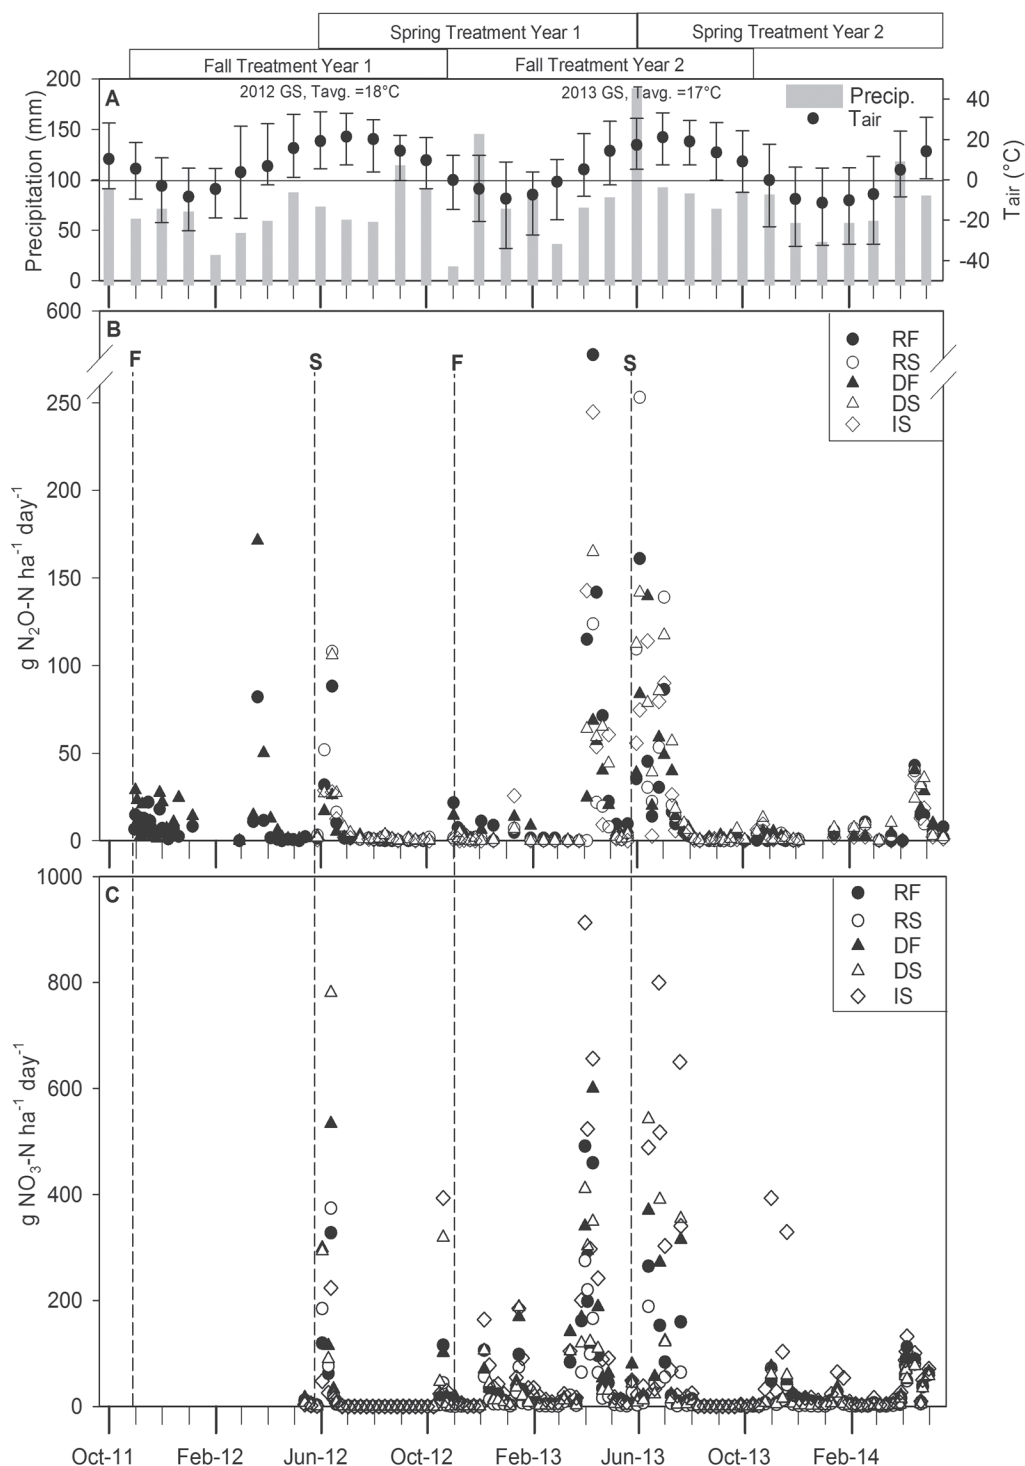 Spring Treatment Year 1
Spring Treatment Year 2
Fall Treatment Year 1
Fall Treatment Year 2
A
2012 GS, Tavg. =18°C
2013 GS, Tavg. =17°C
Precip.
Tair
Precipitation (mm)
200
150
100
50
0
Tair (°C)
40
20
0
-20
-40
B
F
S
F
S
RF
RS
DF
DS
IS
g N₂O-N ha⁻¹ day⁻¹
600
250
200
150
100
50
0
C
RF
RS
DF
DS
IS
g NO₃-N ha⁻¹ day⁻¹
1000
800
600
400
200
0
Oct-11
Feb-12
Jun-12
Oct-12
Feb-13
Jun-13
Oct-13
Feb-14